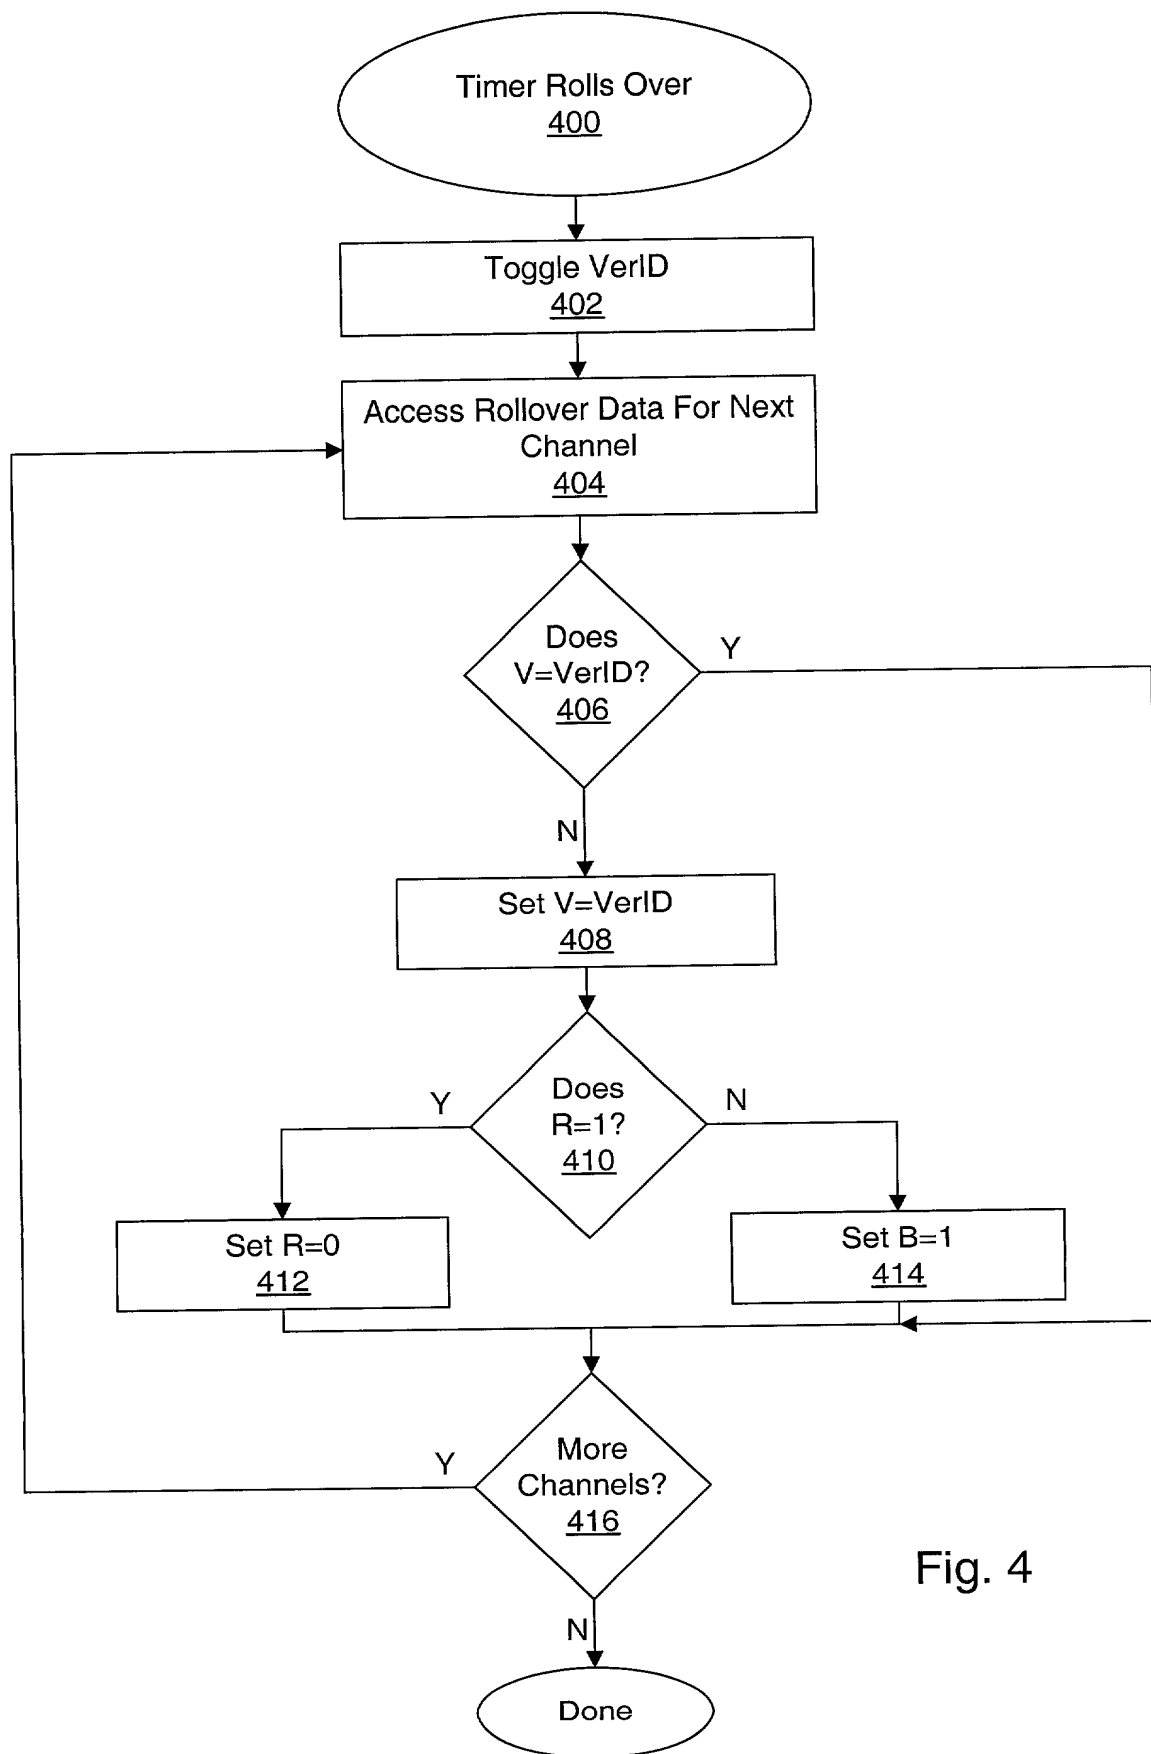 Timer Rolls Over
400
Toggle VerID
402
Access Rollover Data For Next
Channel
404
Does
V=VerID?
406
Y
N
Set V=VerID
408
Does
R=1?
410
Y
N
Set R=0
412
Set B=1
414
More
Channels?
416
Y
N
Done
Fig. 4